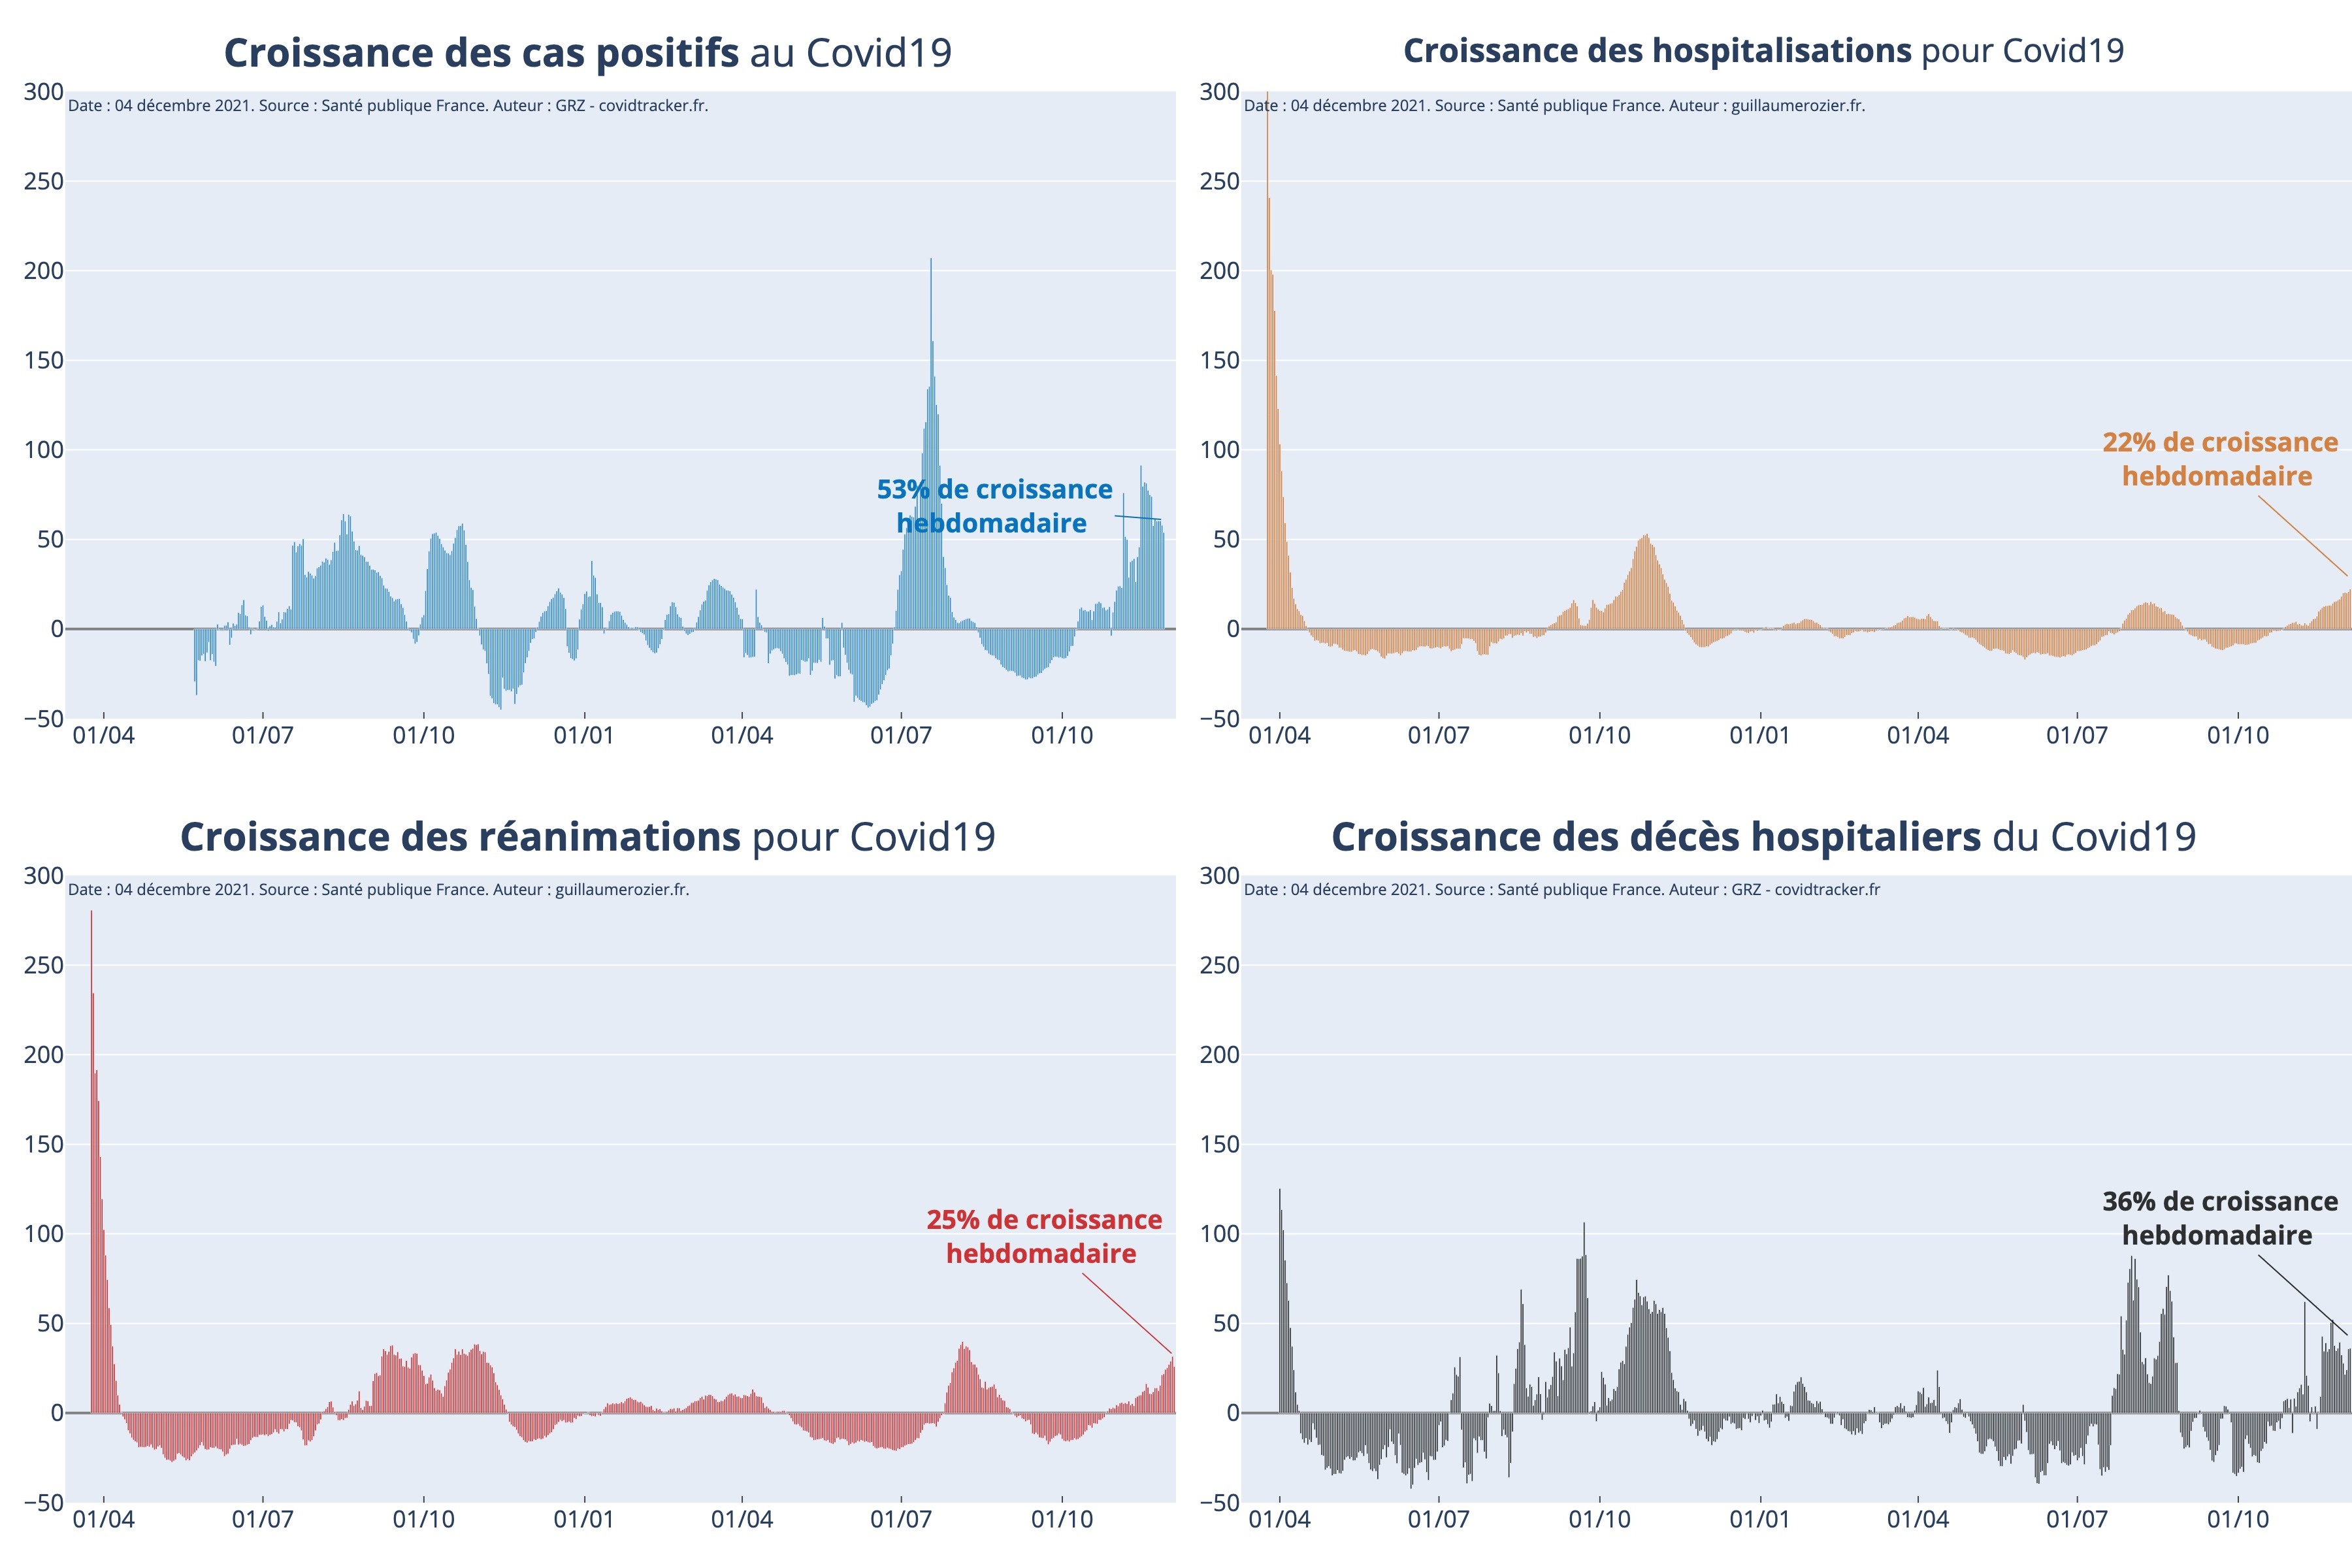 Croissance des cas positifs au Covid19
300
Date : 04 décembre 2021. Source : Santé publique France. Auteur : GRZ - covidtracker.fr.
250
200
150
100
53% de croissance
hebdomadaire
50
0
−50
01/04 01/07 01/10 01/01 01/04 01/07 01/10
Croissance des hospitalisations pour Covid19
300
Date : 04 décembre 2021. Source : Santé publique France. Auteur : guillaumerozier.fr.
250
200
150
100
22% de croissance
hebdomadaire
50
0
−50
01/04 01/07 01/10 01/01 01/04 01/07 01/10
Croissance des réanimations pour Covid19
300
Date : 04 décembre 2021. Source : Santé publique France. Auteur : guillaumerozier.fr.
250
200
150
100
25% de croissance
hebdomadaire
50
0
−50
01/04 01/07 01/10 01/01 01/04 01/07 01/10
Croissance des décès hospitaliers du Covid19
300
Date : 04 décembre 2021. Source : Santé publique France. Auteur : GRZ - covidtracker.fr
250
200
150
100
36% de croissance
hebdomadaire
50
0
−50
01/04 01/07 01/10 01/01 01/04 01/07 01/10